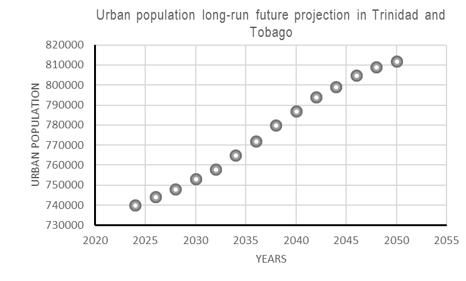 Urban population long-run future projection in Trinidad and
Tobago
820000
810000
800000
790000
780000
770000
760000
750000
740000
730000
URBAN POPULATION
2020 2025 2030 2035 2040 2045 2050 2055
YEARS